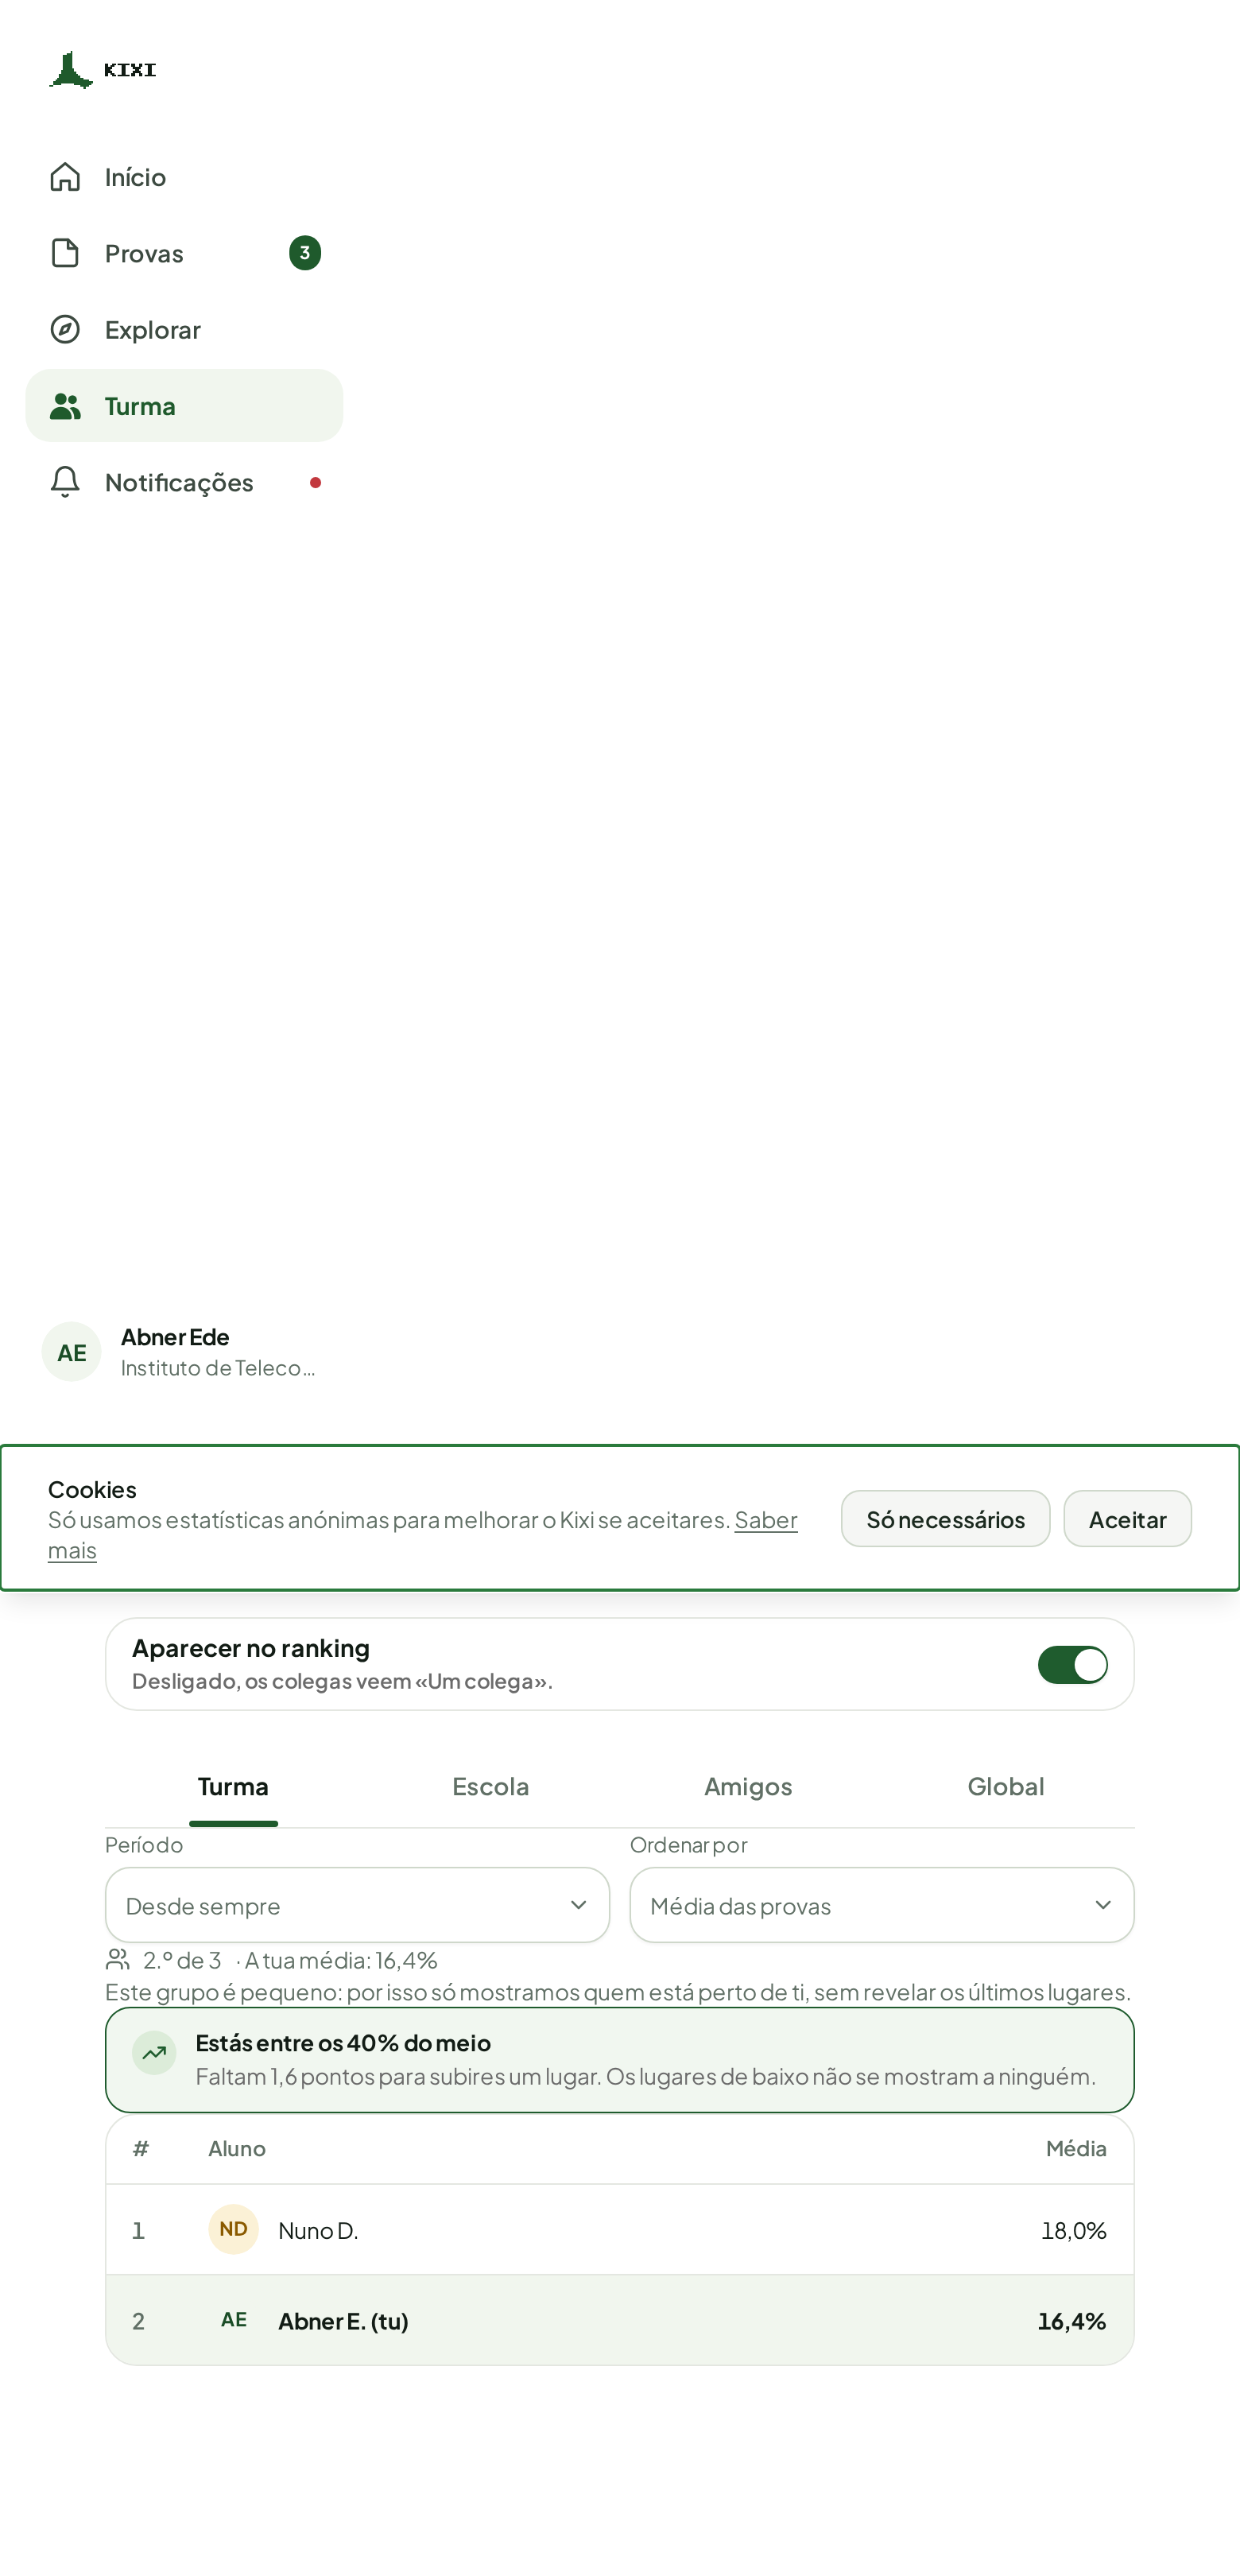 KIXI
Início
Provas 3
Explorar
Turma
Notificações
AE
Abner Ede
Instituto de Teleco…
Cookies
Só usamos estatísticas anónimas para melhorar o Kixi se aceitares. Saber
mais
Só necessários
Aceitar
Aparecer no ranking
Desligado, os colegas veem «Um colega».
Turma Escola Amigos Global
Período
Desde sempre
Ordenar por
Média das provas
2.º de 3 · A tua média: 16,4%
Este grupo é pequeno: por isso só mostramos quem está perto de ti, sem revelar os últimos lugares.
Estás entre os 40% do meio
Faltam 1,6 pontos para subires um lugar. Os lugares de baixo não se mostram a ninguém.
# Aluno Média
1 ND Nuno D. 18,0%
2 AE Abner E. (tu) 16,4%